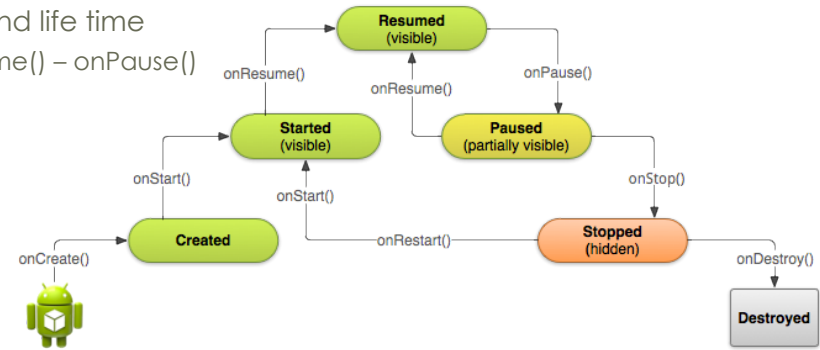 nd life time
me() – onPause()
Resumed
(visible)
onResume()
onResume()
onPause()
Started
(visible)
Paused
(partially visible)
onStart()
onStart()
onStop()
Created
onRestart()
Stopped
(hidden)
onCreate()
onDestroy()
Destroyed